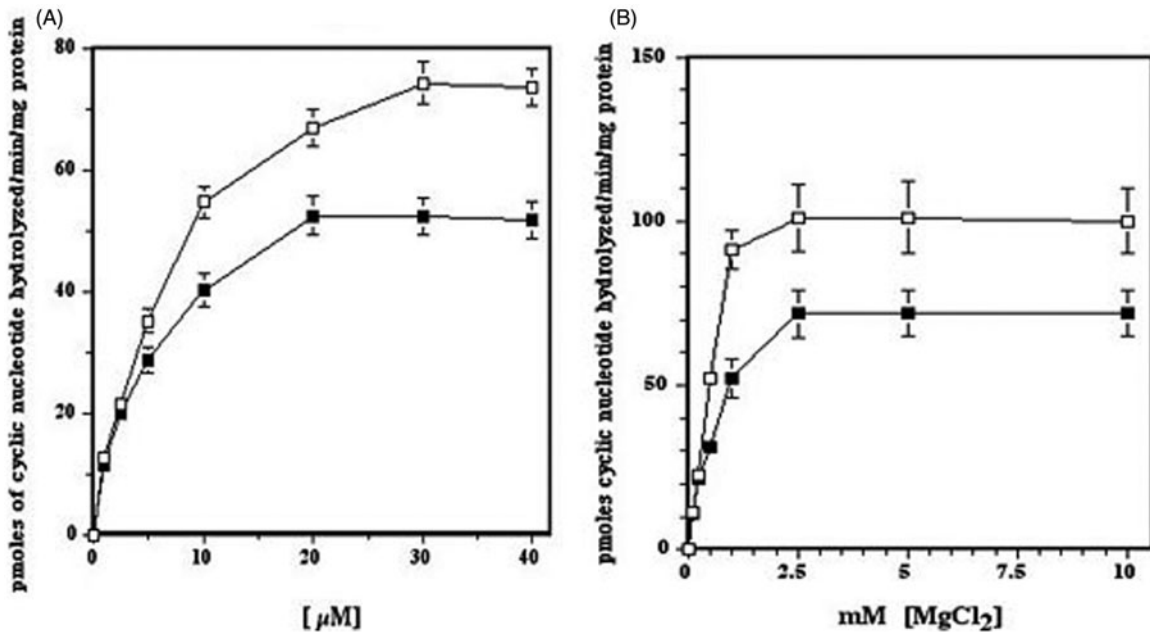 (A)
pmoles of cyclic nucleotide hydrolyzed/min/mg protein
80
60
40
20
0
0 10 20 30 40
[ μM]
(B)
pmoles cyclic nucleotide hydrolyzed/min/mg protein
150
100
50
0
0 2.5 5 7.5 10
mM [MgCl₂]